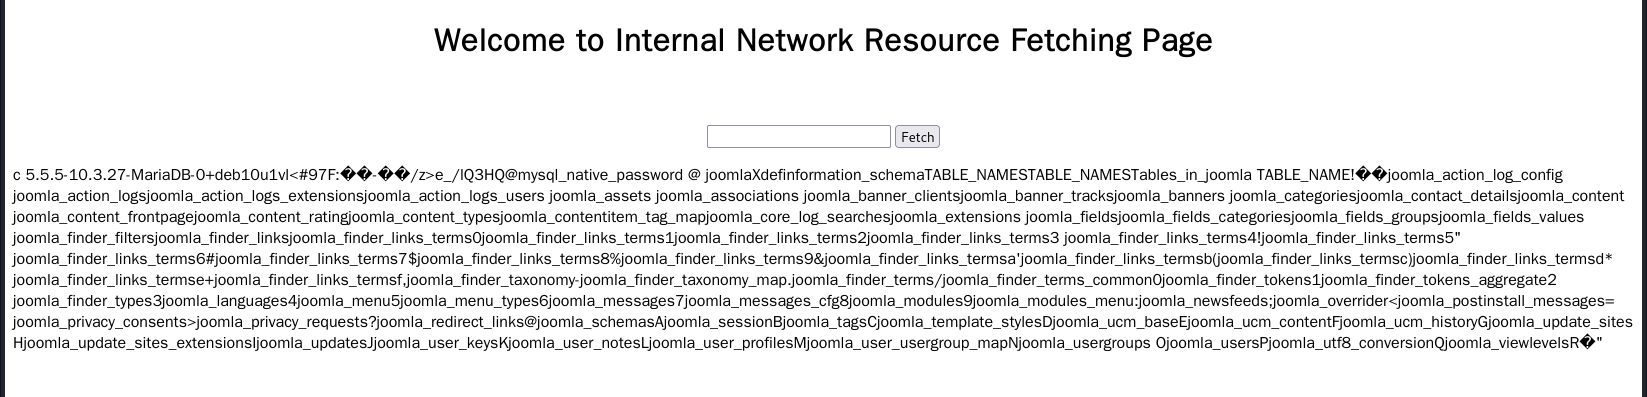 Welcome to Internal Network Resource Fetching Page
Fetch
c 5.5.5-10.3.27-MariaDB-0+deb10u1vl<#97F:��-��/z>e_/IQ3HQ@mysql_native_password @ joomlaXdefinformation_schemaTABLE_NAMESTABLE_NAMESTables_in_joomla TABLE_NAME!��joomla_action_log_config
joomla_action_logsjoomla_action_logs_extensionsjoomla_action_logs_users joomla_assets joomla_associations joomla_banner_clientsjoomla_banner_tracksjoomla_banners joomla_categoriesjoomla_contact_detailsjoomla_content
joomla_content_frontpagejoomla_content_ratingjoomla_content_typesjoomla_contentitem_tag_mapjoomla_core_log_searchesjoomla_extensions joomla_fieldsjoomla_fields_categoriesjoomla_fields_groupsjoomla_fields_values
joomla_finder_filtersjoomla_finder_linksjoomla_finder_links_terms0joomla_finder_links_terms1joomla_finder_links_terms2joomla_finder_links_terms3 joomla_finder_links_terms4!joomla_finder_links_terms5"
joomla_finder_links_terms6#joomla_finder_links_terms7$joomla_finder_links_terms8%joomla_finder_links_terms9&joomla_finder_links_termsa'joomla_finder_links_termsb(joomla_finder_links_termsc)joomla_finder_links_termsd*
joomla_finder_links_termse+joomla_finder_links_termsf,joomla_finder_taxonomy-joomla_finder_taxonomy_map.joomla_finder_terms/joomla_finder_terms_common0joomla_finder_tokens1joomla_finder_tokens_aggregate2
joomla_finder_types3joomla_languages4joomla_menu5joomla_menu_types6joomla_messages7joomla_messages_cfg8joomla_modules9joomla_modules_menu:joomla_newsfeeds;joomla_overrider<joomla_postinstall_messages=
joomla_privacy_consents>joomla_privacy_requests?joomla_redirect_links@joomla_schemasAjoomla_sessionBjoomla_tagsCjoomla_template_stylesDjoomla_ucm_baseEjoomla_ucm_contentFjoomla_ucm_historyGjoomla_update_sites
Hjoomla_update_sites_extensionsIjoomla_updatesJjoomla_user_keysKjoomla_user_notesLjoomla_user_profilesMjoomla_user_usergroup_mapNjoomla_usergroups OjoomlausersPjoomla_utf8_conversionQjoomla_viewlevelsR�"